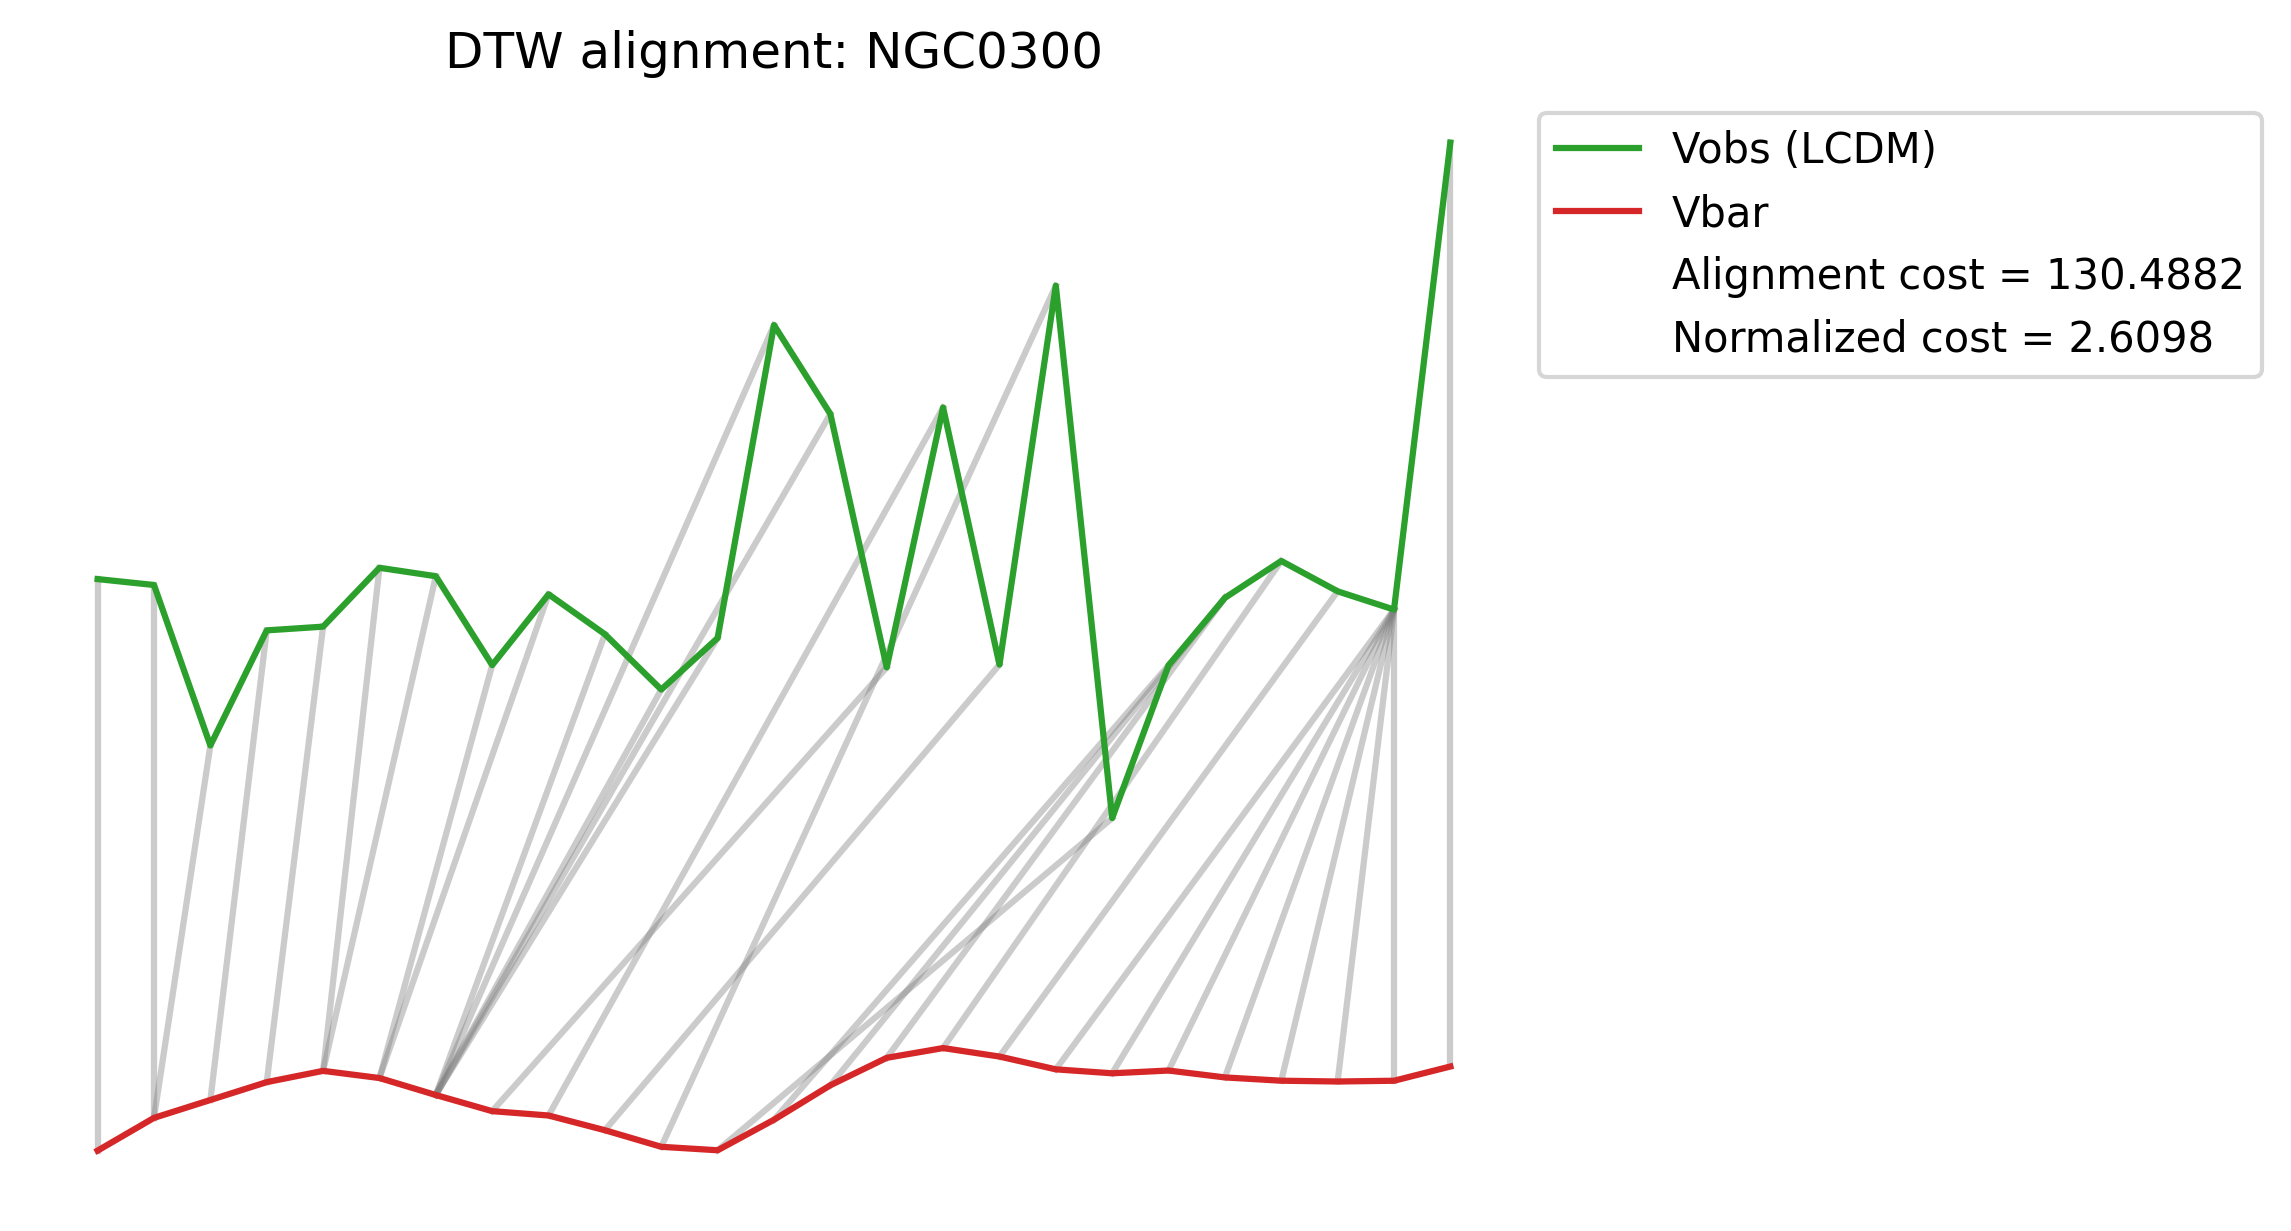 DTW alignment: NGC0300
Vobs (LCDM)
Vbar
Alignment cost = 130.4882
Normalized cost = 2.6098